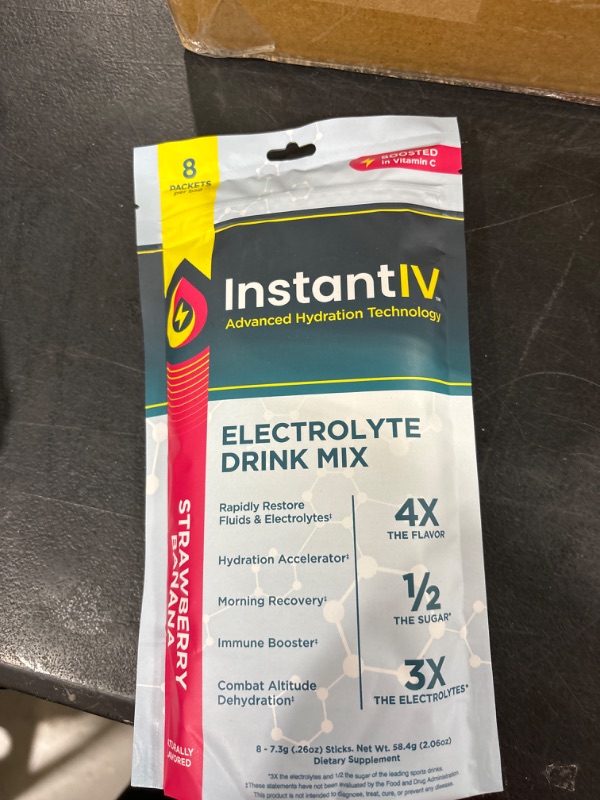 8
PACKETS
BOOSTED
in Vitamin C
InstantIV™
Advanced Hydration Technology
ELECTROLYTE
DRINK MIX
Rapidly Restore
Fluids & Electrolytes‡
Hydration Accelerator‡
Morning Recovery‡
Immune Booster‡
Combat Altitude
Dehydration‡
4X
THE FLAVOR
1/2
THE SUGAR*
3X
THE ELECTROLYTES*
STRAWBERRY
BANANA
8 - 7.3g (.26oz) Sticks. Net Wt. 58.4g (2.06oz)
Dietary Supplement
*3X the electrolytes and 1/2 the sugar of the leading sports drinks.
‡These statements have not been evaluated by the Food and Drug Administration
This product is not intended to diagnose, treat, cure, or prevent any disease.